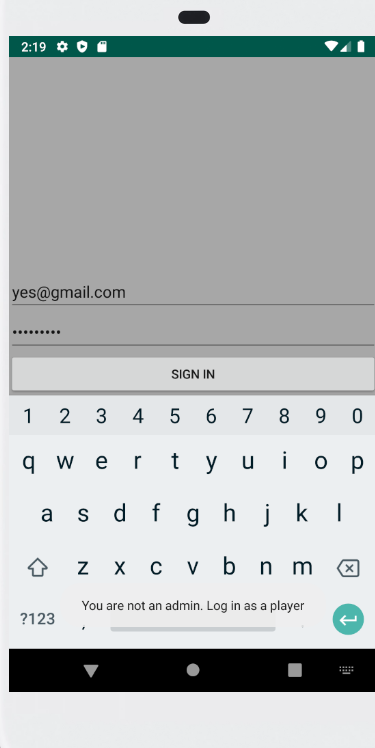 2:19
yes@gmail.com
•••••••••
SIGN IN
1 2 3 4 5 6 7 8 9 0
q w e r t y u i o p
a s d f g h j k l
z x c v b n m
You are not an admin. Log in as a player
?123 ,